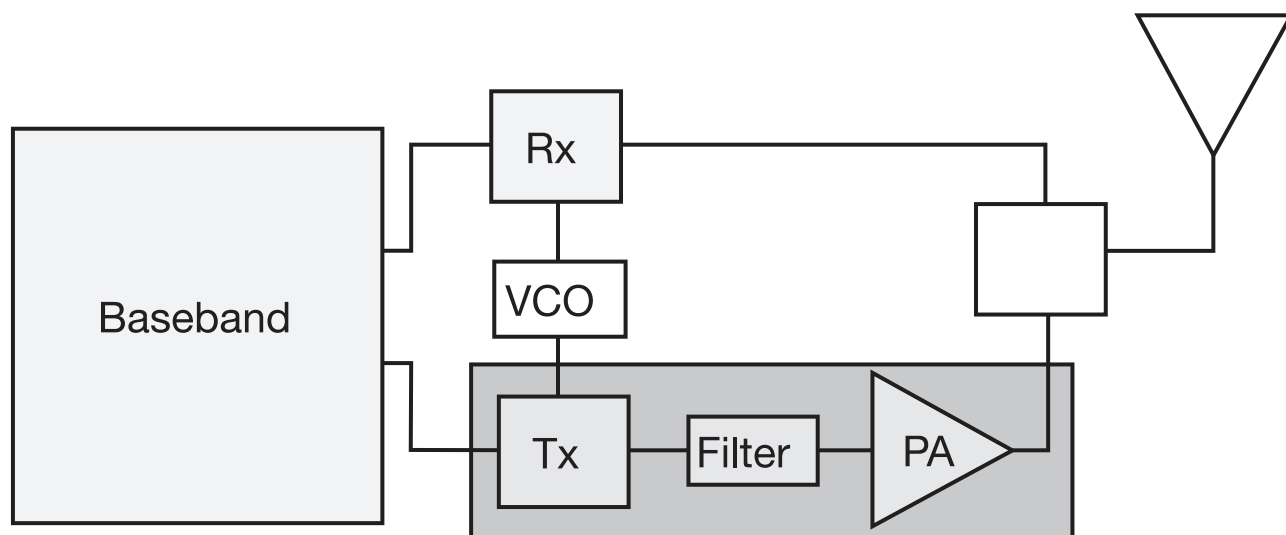 Rx
VCO
Baseband
Tx
Filter
PA